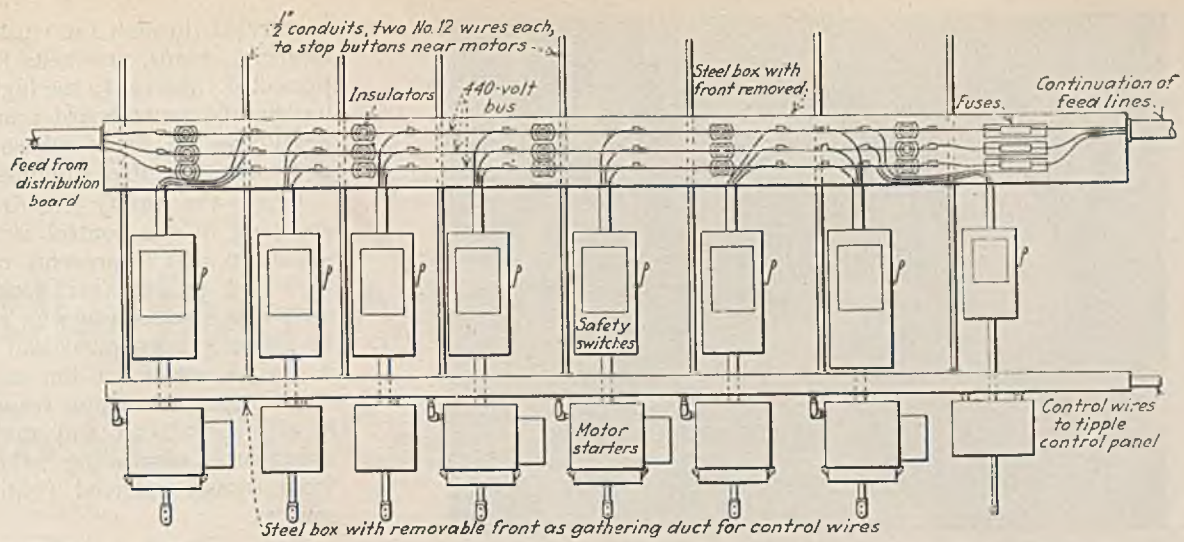 ½" conduits, two No. 12 wires each,
to stop buttons near motors
Insulators
440-volt
bus
Steel box with
front removed
Fuses
Continuation of
feed lines
Feed from
distribution
board
Safety
switches
Motor
starters
Control wires
to tipple
control panel
Steel box with removable front as gathering duct for control wires